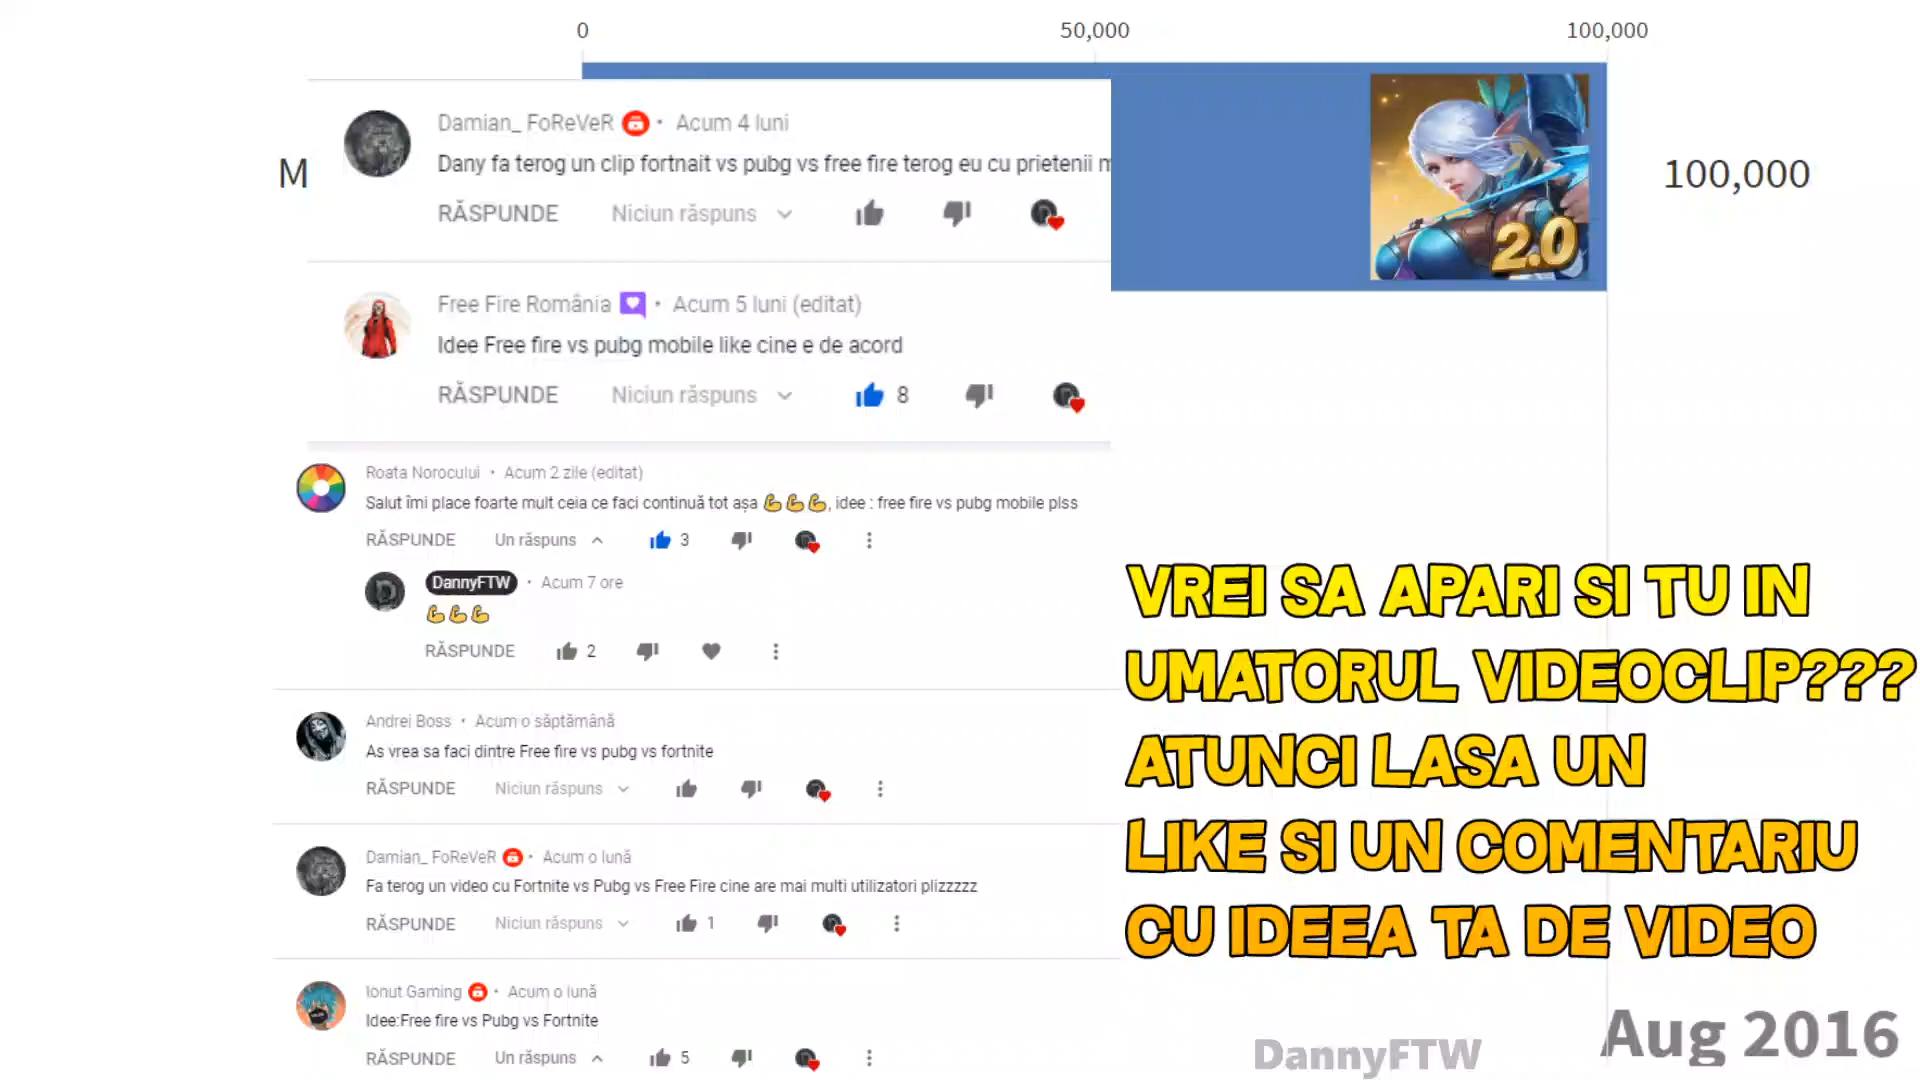 0 50,000 100,000
Damian_ FoReVeR • Acum 4 luni
Dany fa terog un clip fortnait vs pubg vs free fire terog eu cu prietenii
RĂSPUNDE Niciun răspuns
M
2.0
100,000
Free Fire România • Acum 5 luni (editat)
Idee Free fire vs pubg mobile like cine e de acord
RĂSPUNDE Niciun răspuns 8
Roata Norocului • Acum 2 zile (editat)
Salut îmi place foarte mult ceia ce faci continuă tot așa 💪💪💪, idee : free fire vs pubg mobile plss
RĂSPUNDE Un răspuns 3
DannyFTW • Acum 7 ore
💪💪💪
RĂSPUNDE 2
Andrei Boss • Acum o săptămână
As vrea sa faci dintre Free fire vs pubg vs fortnite
RĂSPUNDE Niciun răspuns
Damian_ FoReVeR • Acum o lună
Fa terog un video cu Fortnite vs Pubg vs Free Fire cine are mai multi utilizatori plizzzzz
RĂSPUNDE Niciun răspuns 1
Ionut Gaming • Acum o lună
Idee:Free fire vs Pubg vs Fortnite
RĂSPUNDE Un răspuns 5
VREI SA APARI SI TU IN
UMATORUL VIDEOCLIP???
ATUNCI LASA UN
LIKE SI UN COMENTARIU
CU IDEEA TA DE VIDEO
DannyFTW
Aug 2016